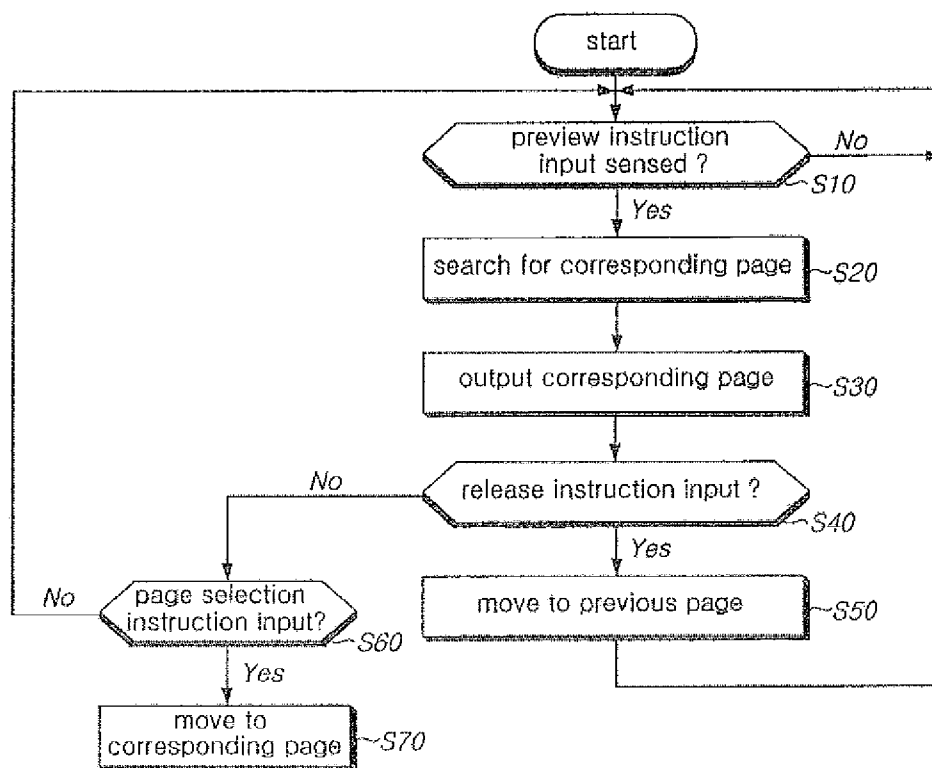 start
preview instruction
input sensed ?
No
S10
Yes
search for corresponding page
S20
output corresponding page
S30
No
release instruction input ?
S40
Yes
No
page selection
instruction input?
S60
move to previous page
S50
Yes
move to
corresponding page
S70